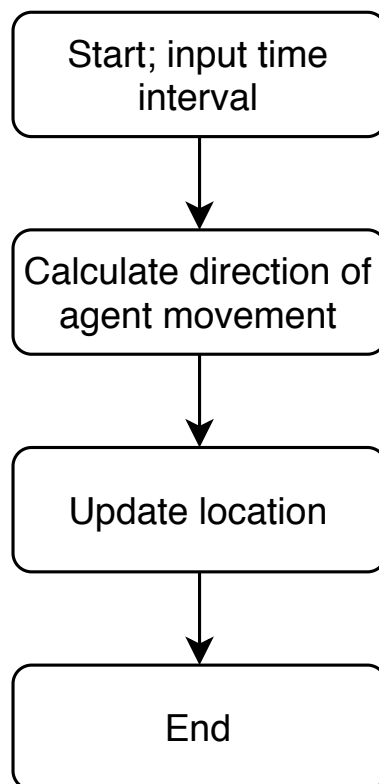 Start; input time
interval
Calculate direction of
agent movement
Update location
End